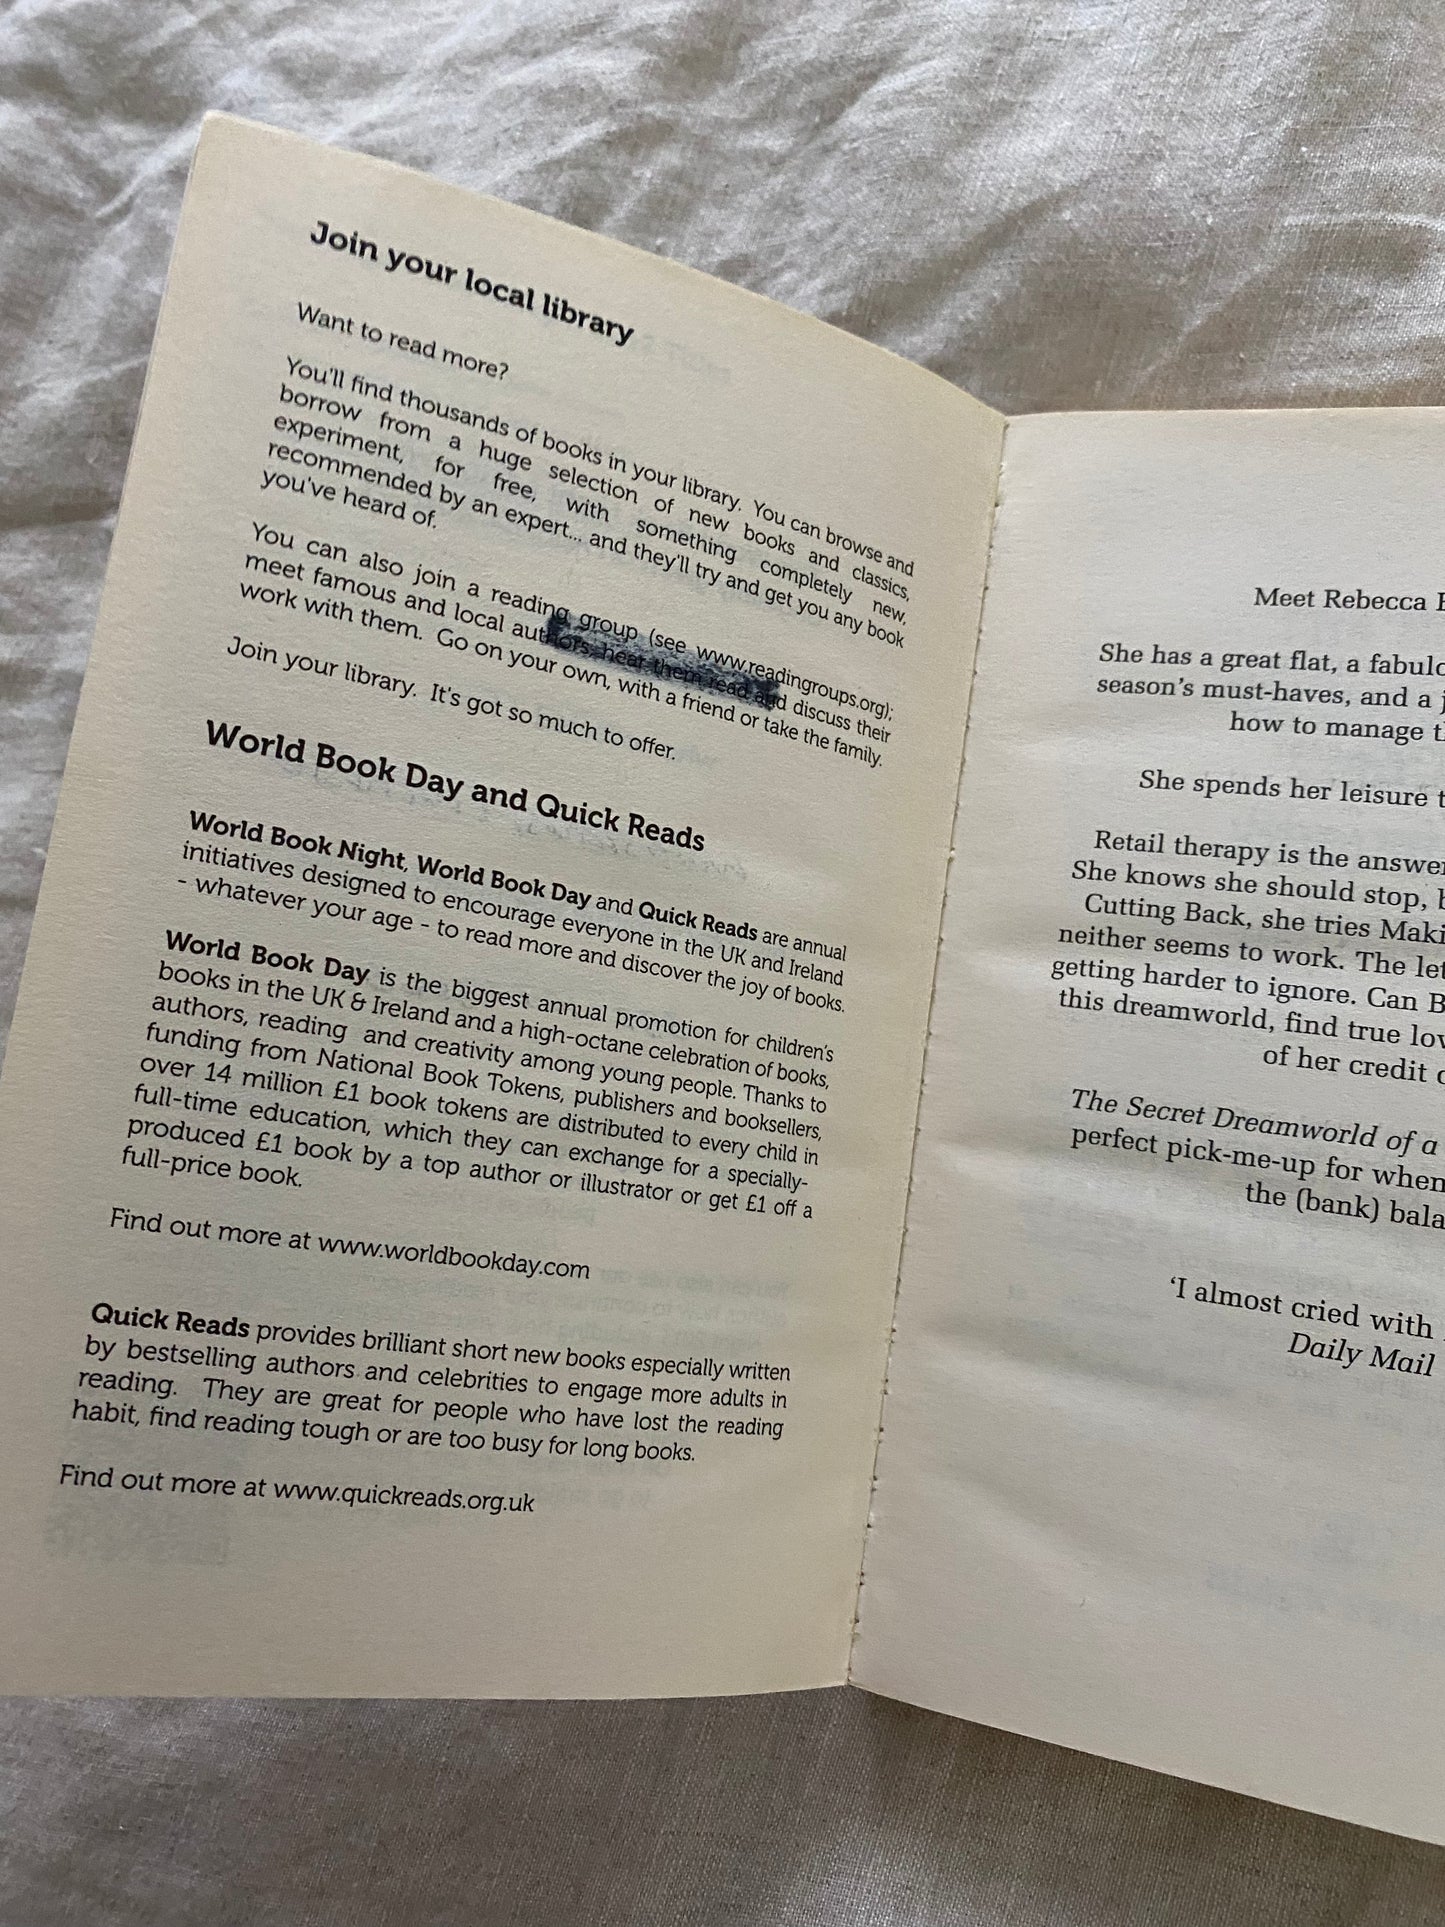 Join your local library
Want to read more?
You'll find thousands of books in your library. You can browse and
borrow from a huge selection of new books and classics,
experiment, for free, with something completely new,
recommended by an expert... and they'll try and get you any book
you've heard of.
You can also join a reading group (see www.readingroups.org);
meet famous and local authors, hear them read and discuss their
work with them. Go on your own, with a friend or take the family.
Join your library. It's got so much to offer.
World Book Day and Quick Reads
World Book Night, World Book Day and Quick Reads are annual
initiatives designed to encourage everyone in the UK and Ireland
- whatever your age - to read more and discover the joy of books.
World Book Day is the biggest annual promotion for children's
books in the UK & Ireland and a high-octane celebration of books,
authors, reading and creativity among young people. Thanks to
funding from National Book Tokens, publishers and booksellers,
over 14 million £1 book tokens are distributed to every child in
full-time education, which they can exchange for a specially-
produced £1 book by a top author or illustrator or get £1 off a
full-price book.
Find out more at www.worldbookday.com
Quick Reads provides brilliant short new books especially written
by bestselling authors and celebrities to engage more adults in
reading. They are great for people who have lost the reading
habit, find reading tough or are too busy for long books.
Find out more at www.quickreads.org.uk
Meet Rebecca
She has a great flat, a
season's must-haves, and a
how to manage
She spends her leisure
Retail therapy is the
She knows she should stop,
Cutting Back, she tries
neither seems to work. The
getting harder to ignore. Can
this dreamworld, find true
of her credit
The Secret Dreamworld of a
perfect pick-me-up for when
the (bank)
'I almost cried with
Daily Mail